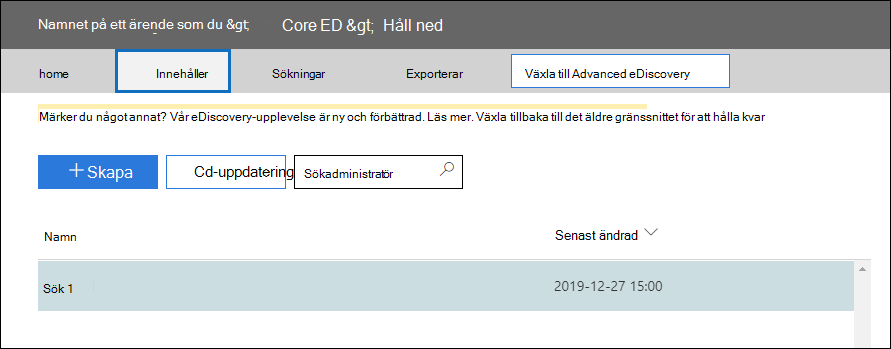 Namnet på ett ärende som du &gt; Core ED &gt; Håll ned
home Innehåller Sökningar Exporterar Växla till Advanced eDiscovery
Märker du något annat? Vår eDiscovery-upplevelse är ny och förbättrad. Läs mer. Växla tillbaka till det äldre gränssnittet för att hålla kvar
+ Skapa Cd-uppdatering Sökadministratör
Namn Senast ändrad
Sök 1 2019-12-27 15:00